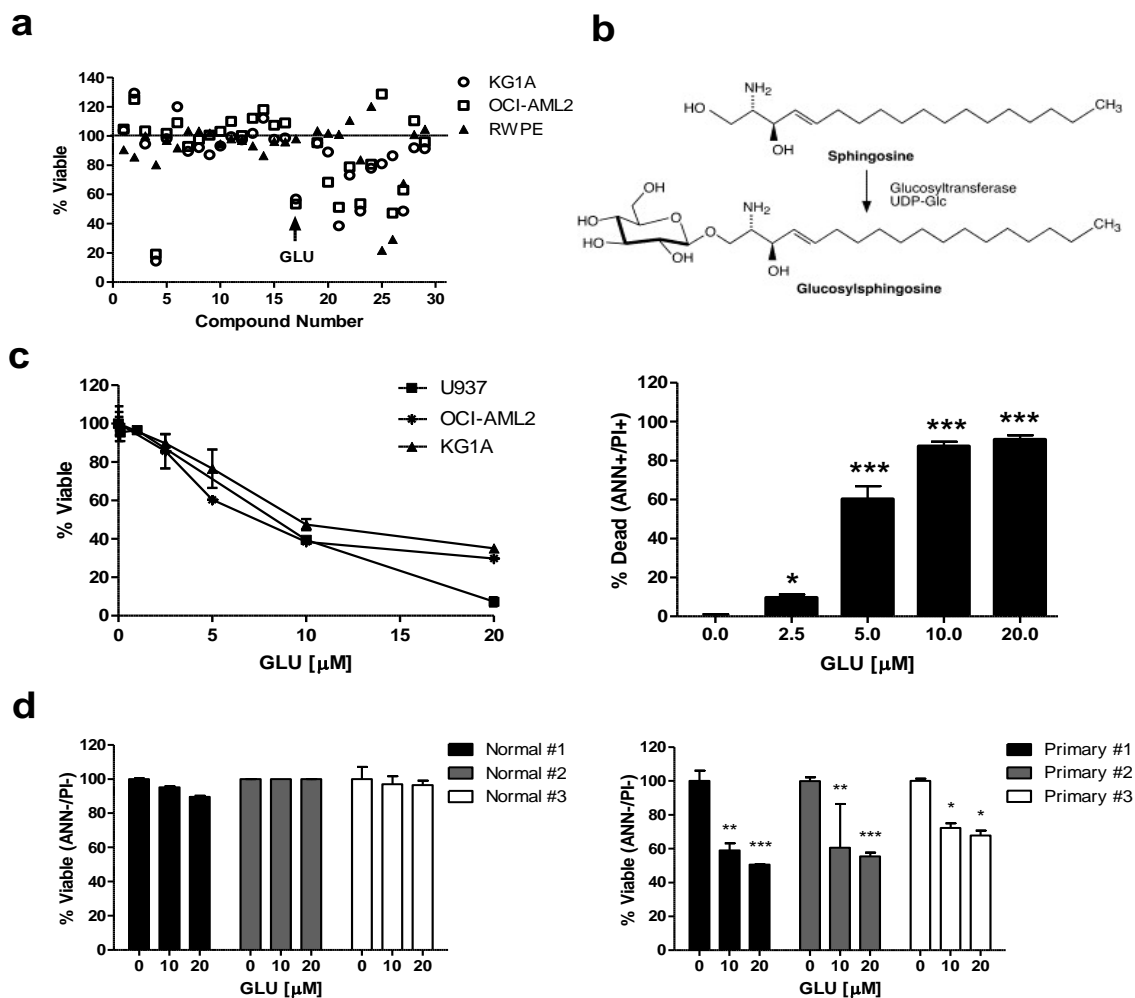 a
140
120
100
80
60
40
20
0
% Viable
0 5 10 15 20 25 30
Compound Number
GLU
KG1A
OCI-AML2
RWPE
b
NH2
HO
OH
CH3
Sphingosine
Glucosyltransferase
UDP-Glc
OH
HO
HO
O
OH
O
NH2
OH
CH3
Glucosylsphingosine
c
120
100
80
60
40
20
0
% Viable
0 5 10 15 20
GLU [µM]
U937
OCI-AML2
KG1A
120
100
80
60
40
20
0
% Dead (ANN+/PI+)
* *** *** ***
0.0 2.5 5.0 10.0 20.0
GLU [µM]
d
120
100
80
60
40
20
0
% Viable (ANN-/PI-)
0 10 20 0 10 20 0 10 20
GLU [µM]
Normal #1
Normal #2
Normal #3
120
100
80
60
40
20
0
% Viable (ANN-/PI-)
** *** ** *** * *
0 10 20 0 10 20 0 10 20
GLU [µM]
Primary #1
Primary #2
Primary #3